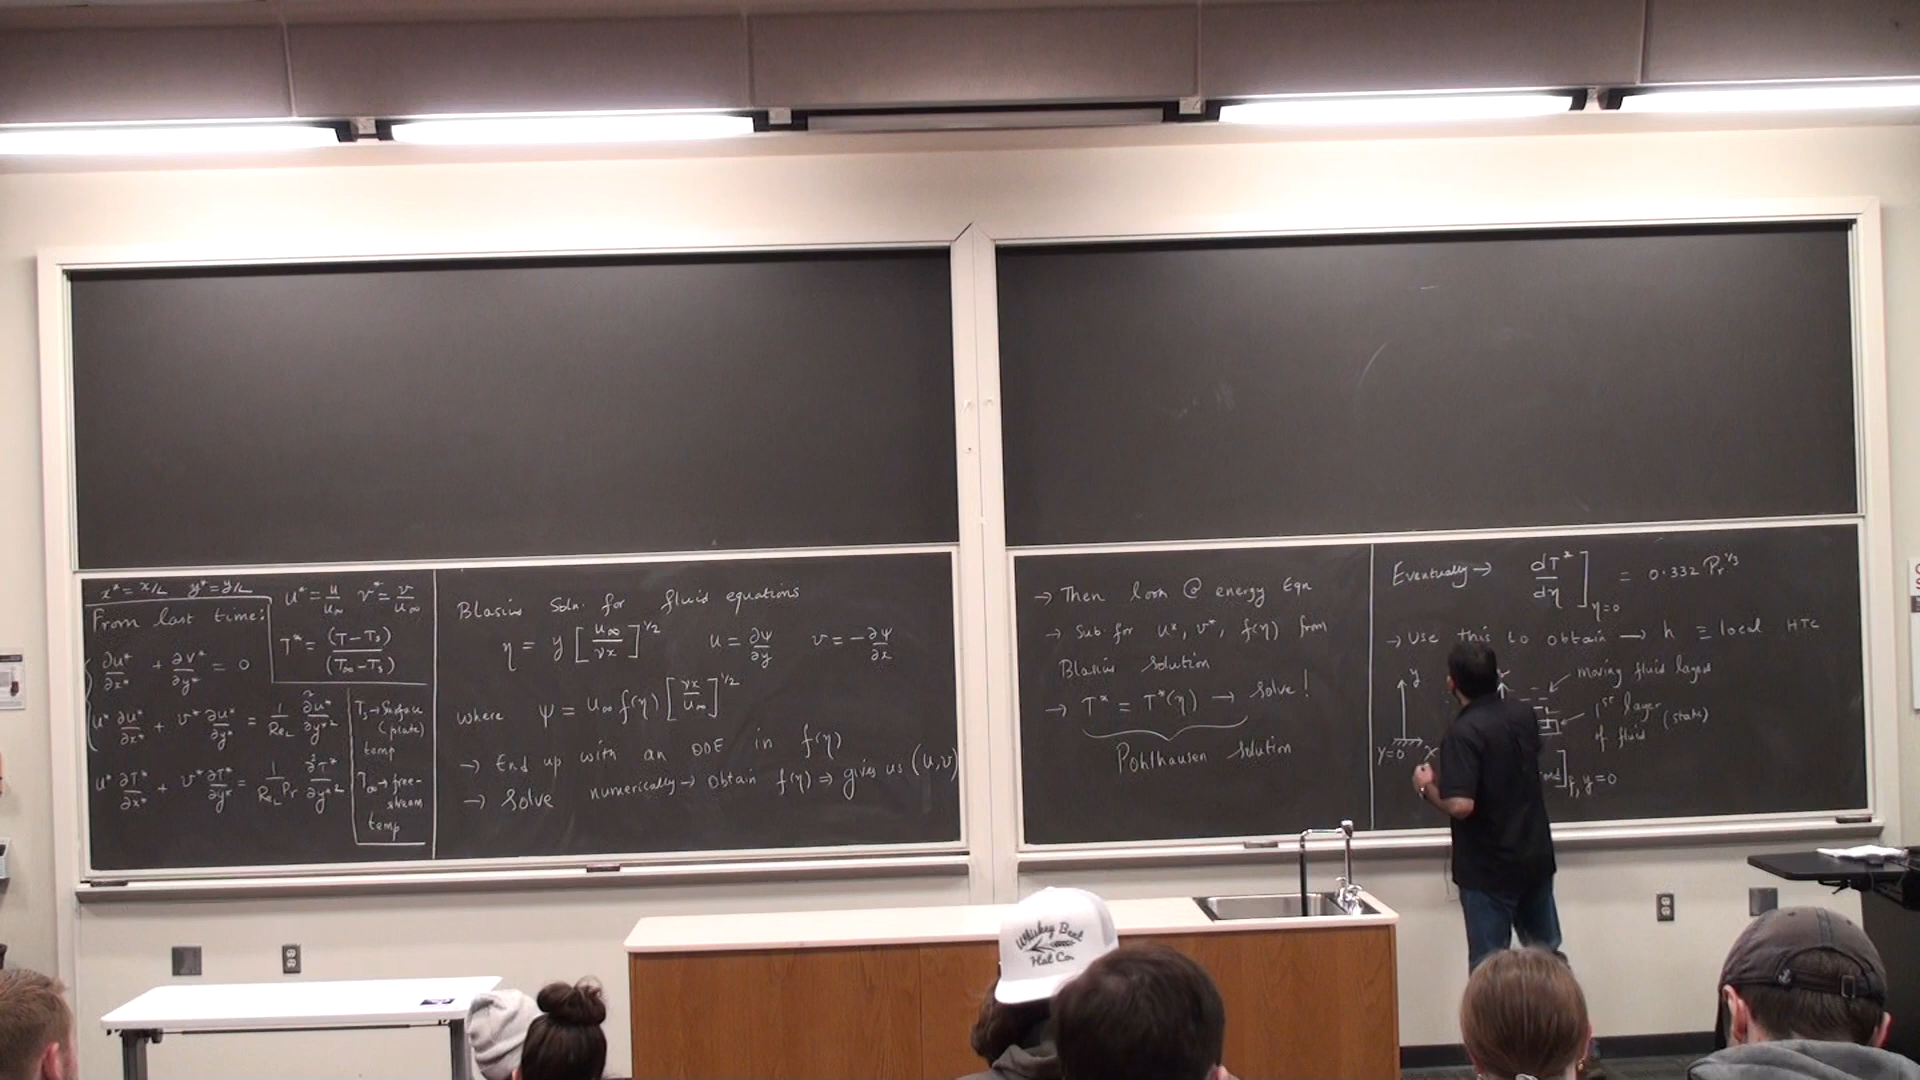 x* = x/L y* = y/L
From last time:
u* = u/u∞ v* = v/u∞
T* = (T-Ts)/(T∞-Ts)
∂u*/∂x* + ∂v*/∂y* = 0
u* ∂u*/∂x* + v* ∂u*/∂y* = 1/Re_L ∂²u*/∂y*²
u* ∂T*/∂x* + v* ∂T*/∂y* = 1/(Re_L Pr) ∂²T*/∂y*²
Ts → Surface
(plate)
temp
T∞ → free-
stream
temp
Blasius Soln. for fluid equations
η = y [u∞/νx]^1/2 u = ∂ψ/∂y v = -∂ψ/∂x
where ψ = u∞ f(η) [νx/u∞]^1/2
→ End up with an ODE in f(η)
→ Solve numerically → Obtain f(η) ⇒ gives us (u,v)
→ Then look @ energy Eqn
→ Sub. for u*, v*, f(η) from
Blasius solution
→ T* = T*(η) → solve!
Pohlhausen solution
Eventually → dT*/dη ]η=0 = 0.332 Pr^1/3
→ Use this to obtain → h ≡ local HTC
y
moving fluid layers
1st layer
of fluid (static)
y=0
]f, y=0
Whiskey Bent
Hat Co.